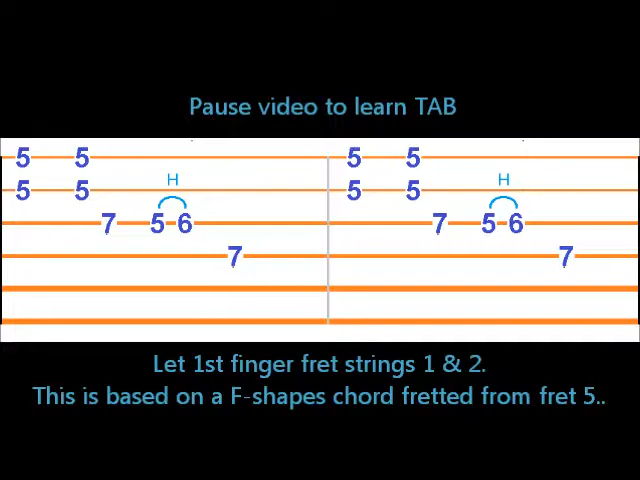 Pause video to learn TAB
5 5 5 5
5 5 H 5 5 H
7 5 6 7 5 6
7 7
Let 1st finger fret strings 1 & 2.
This is based on a F-shapes chord fretted from fret 5..